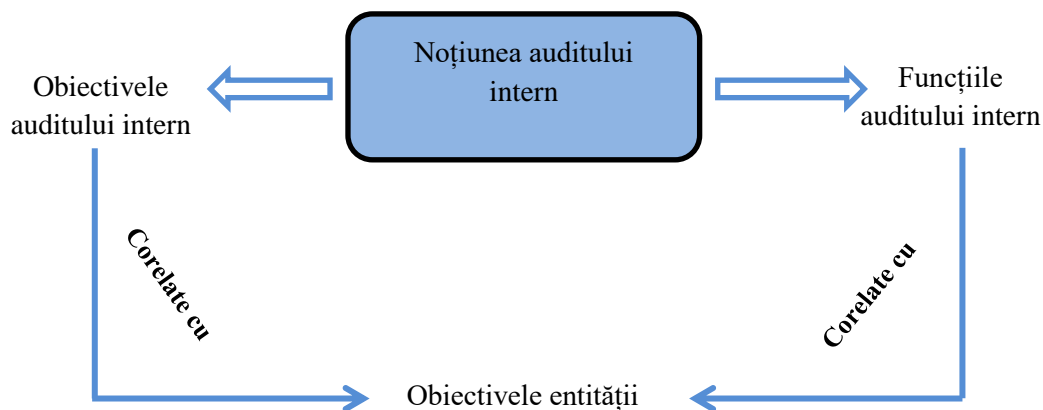 Noțiunea auditului
intern
Obiectivele
auditului intern
Funcțiile
auditului intern
Corelate cu
Corelate cu
Obiectivele entității